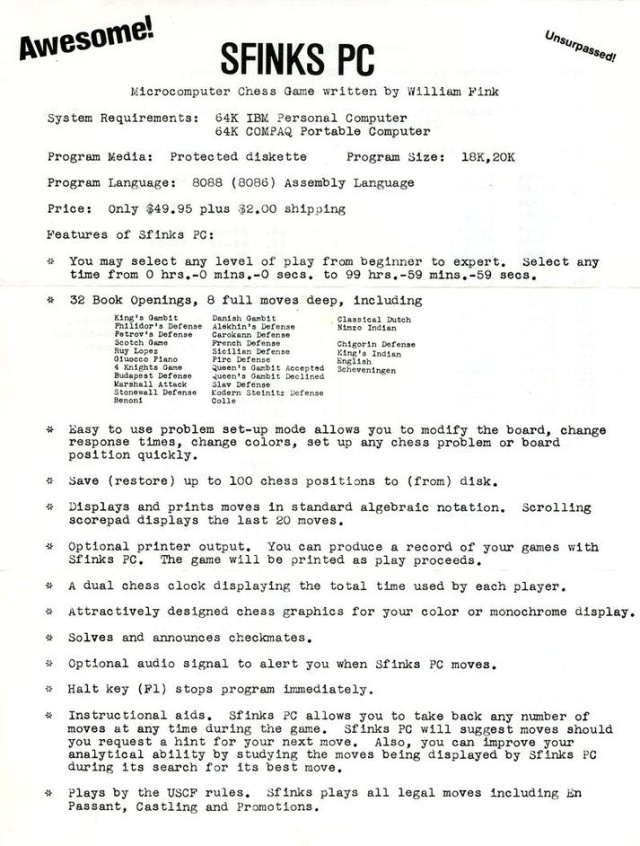 Awesome!
Unsurpassed!
SFINKS PC
Microcomputer Chess Game written by William Fink
System Requirements: 64K IBM Personal Computer
64K COMPAQ Portable Computer
Program Media: Protected diskette Program Size: 18K,20K
Program Language: 8088 (8086) Assembly Language
Price: Only $49.95 plus $2.00 shipping
Features of Sfinks PC:
* You may select any level of play from beginner to expert. Select any
time from 0 hrs.-0 mins.-0 secs. to 99 hrs.-59 mins.-59 secs.
* 32 Book Openings, 8 full moves deep, including
King's Gambit Danish Gambit Classical Dutch
Philidor's Defense Alekhin's Defense Nimzo Indian
Petrov's Defense Carokann Defense
Scotch Game French Defense Chigorin Defense
Ruy Lopez Sicilian Defense King's Indian
Giuocco Piano Pirc Defense English
4 Knights Game Queen's Gambit Accepted Scheveningen
Budapest Defense Queen's Gambit Declined
Marshall Attack Slav Defense
Stonewall Defense Modern Steinitz Defense
Benoni Colle
* Easy to use problem set-up mode allows you to modify the board, change
response times, change colors, set up any chess problem or board
position quickly.
* Save (restore) up to 100 chess positions to (from) disk.
* Displays and prints moves in standard algebraic notation. Scrolling
scorepad displays the last 20 moves.
* Optional printer output. You can produce a record of your games with
Sfinks PC. The game will be printed as play proceeds.
* A dual chess clock displaying the total time used by each player.
* Attractively designed chess graphics for your color or monochrome display.
* Solves and announces checkmates.
* Optional audio signal to alert you when Sfinks PC moves.
* Halt key (F1) stops program immediately.
* Instructional aids. Sfinks PC allows you to take back any number of
moves at any time during the game. Sfinks PC will suggest moves should
you request a hint for your next move. Also, you can improve your
analytical ability by studying the moves being displayed by Sfinks PC
during its search for its best move.
* Plays by the USCF rules. Sfinks plays all legal moves including En
Passant, Castling and Promotions.